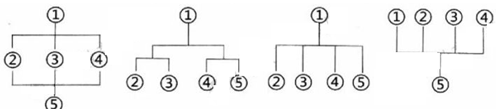 ① ① ① ① ② ③ ④
② ③ ④ ② ③ ④ ⑤ ② ③ ④ ⑤ ⑤
⑤